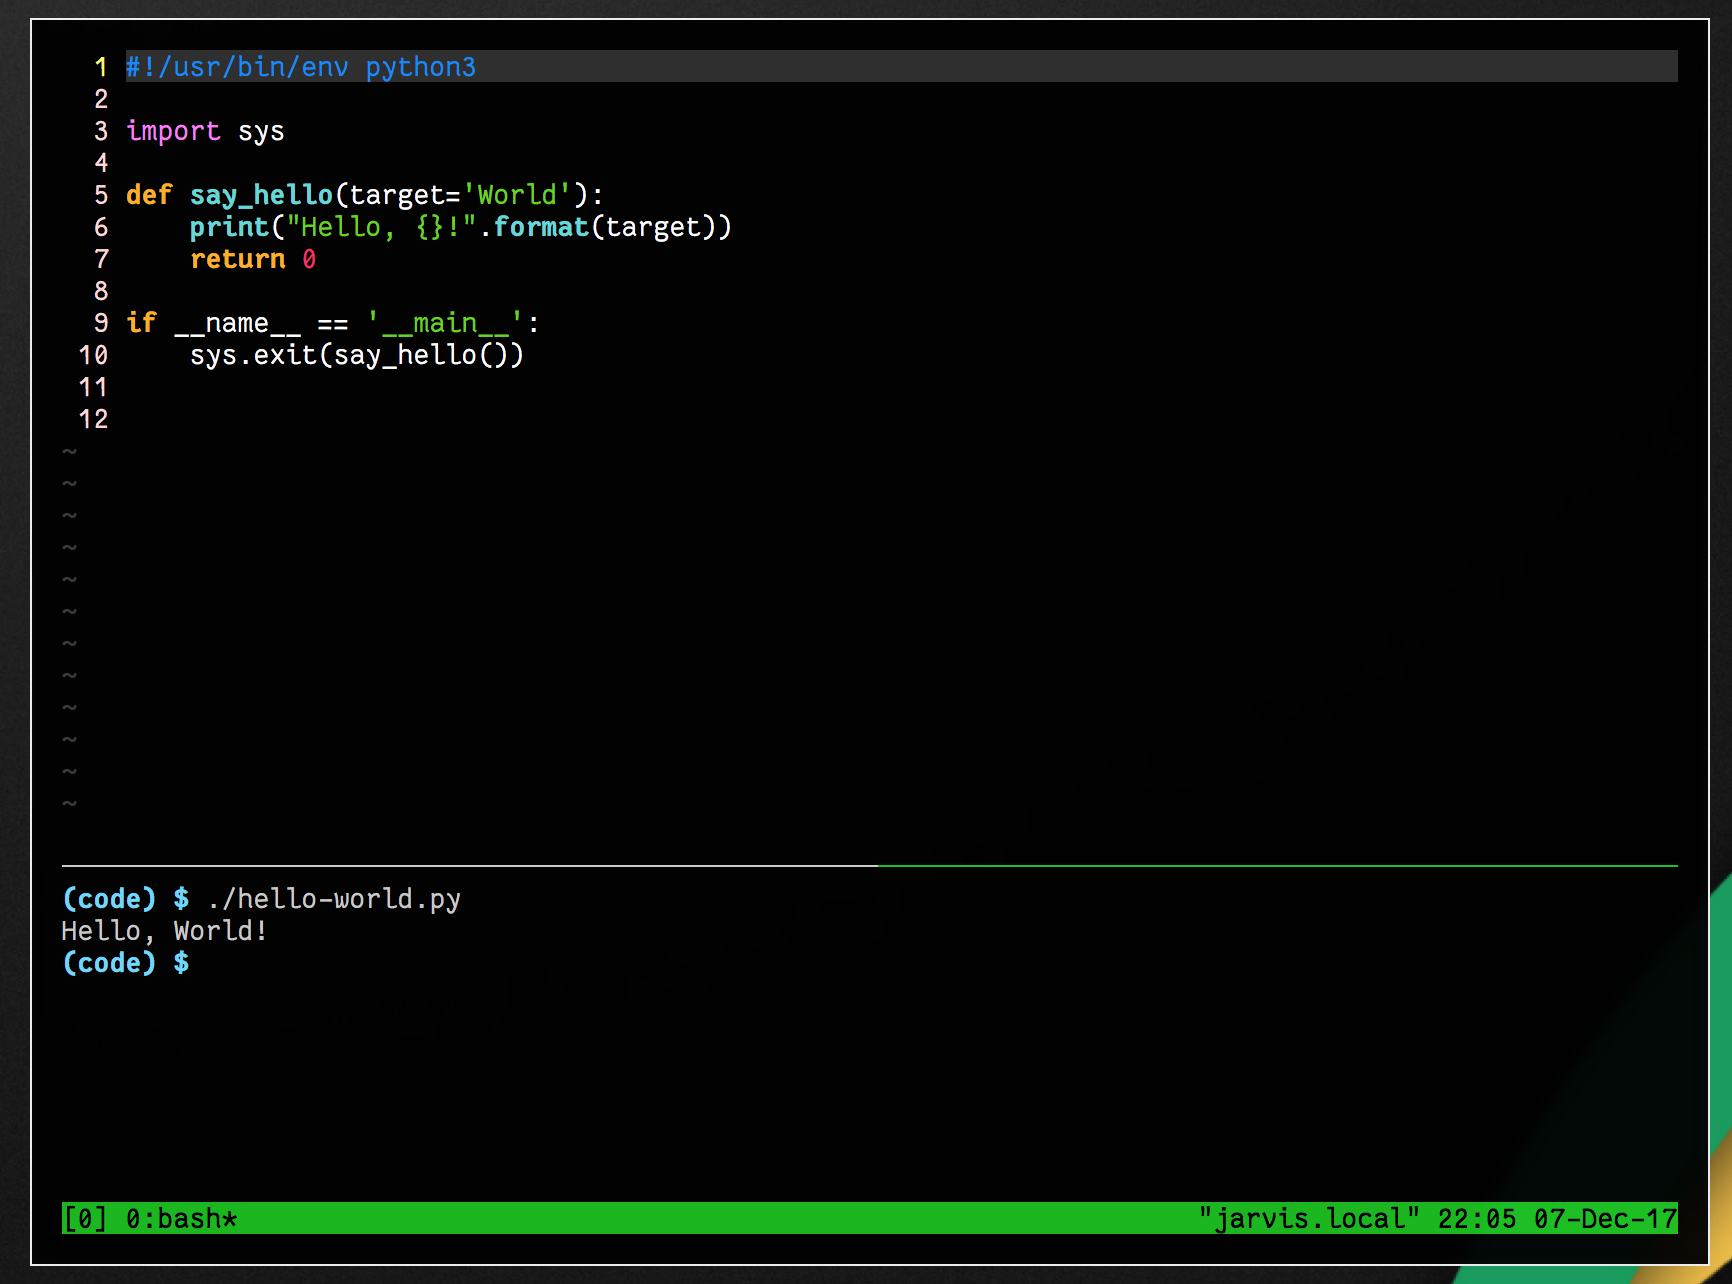 1 #!/usr/bin/env python3
2
3 import sys
4
5 def say_hello(target='World'):
6     print("Hello, {}!".format(target))
7     return 0
8
9 if __name__ == '__main__':
10     sys.exit(say_hello())
11
12
~
~
~
~
~
~
~
~
~
~
~
~
(code) $ ./hello-world.py
Hello, World!
(code) $
[0] 0:bash* "jarvis.local" 22:05 07-Dec-17